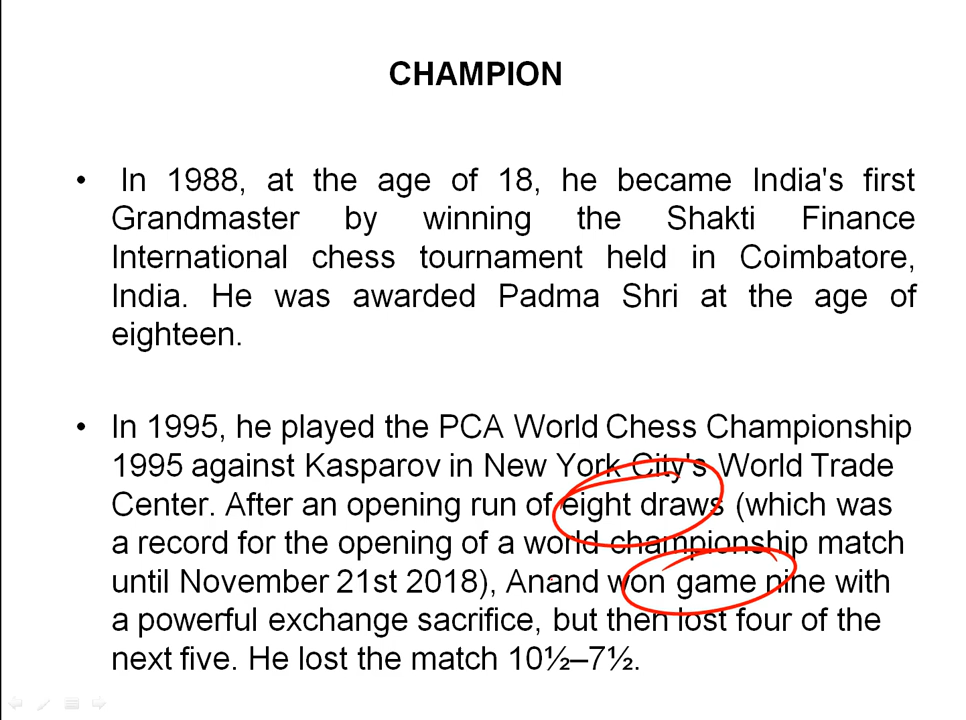 CHAMPION
• In 1988, at the age of 18, he became India's first
Grandmaster by winning the Shakti Finance
International chess tournament held in Coimbatore,
India. He was awarded Padma Shri at the age of
eighteen.
• In 1995, he played the PCA World Chess Championship
1995 against Kasparov in New York City's World Trade
Center. After an opening run of eight draws (which was
a record for the opening of a world championship match
until November 21st 2018), Anand won game nine with
a powerful exchange sacrifice, but then lost four of the
next five. He lost the match 10½–7½.